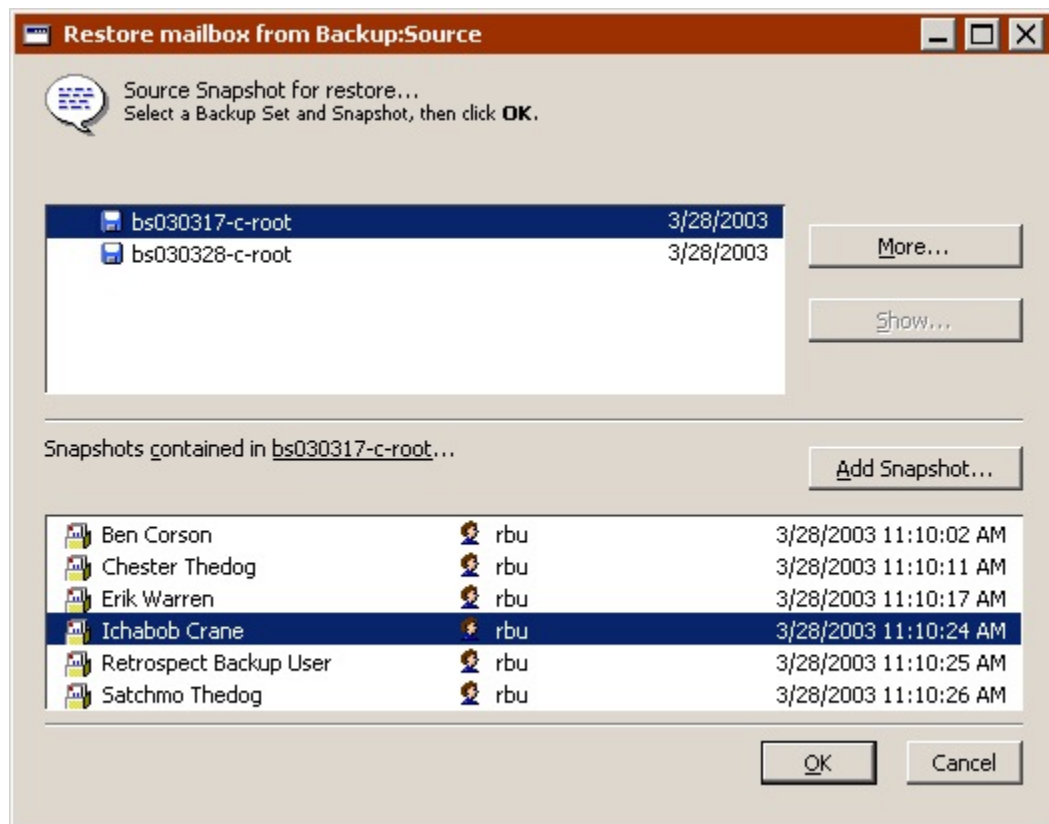 Restore mailbox from Backup:Source
Source Snapshot for restore...
Select a Backup Set and Snapshot, then click OK.
bs030317-c-root 3/28/2003
bs030328-c-root 3/28/2003
More...
Show...
Snapshots contained in bs030317-c-root...
Add Snapshot...
Ben Corson rbu 3/28/2003 11:10:02 AM
Chester Thedog rbu 3/28/2003 11:10:11 AM
Erik Warren rbu 3/28/2003 11:10:17 AM
Ichabob Crane rbu 3/28/2003 11:10:24 AM
Retrospect Backup User rbu 3/28/2003 11:10:25 AM
Satchmo Thedog rbu 3/28/2003 11:10:26 AM
OK Cancel